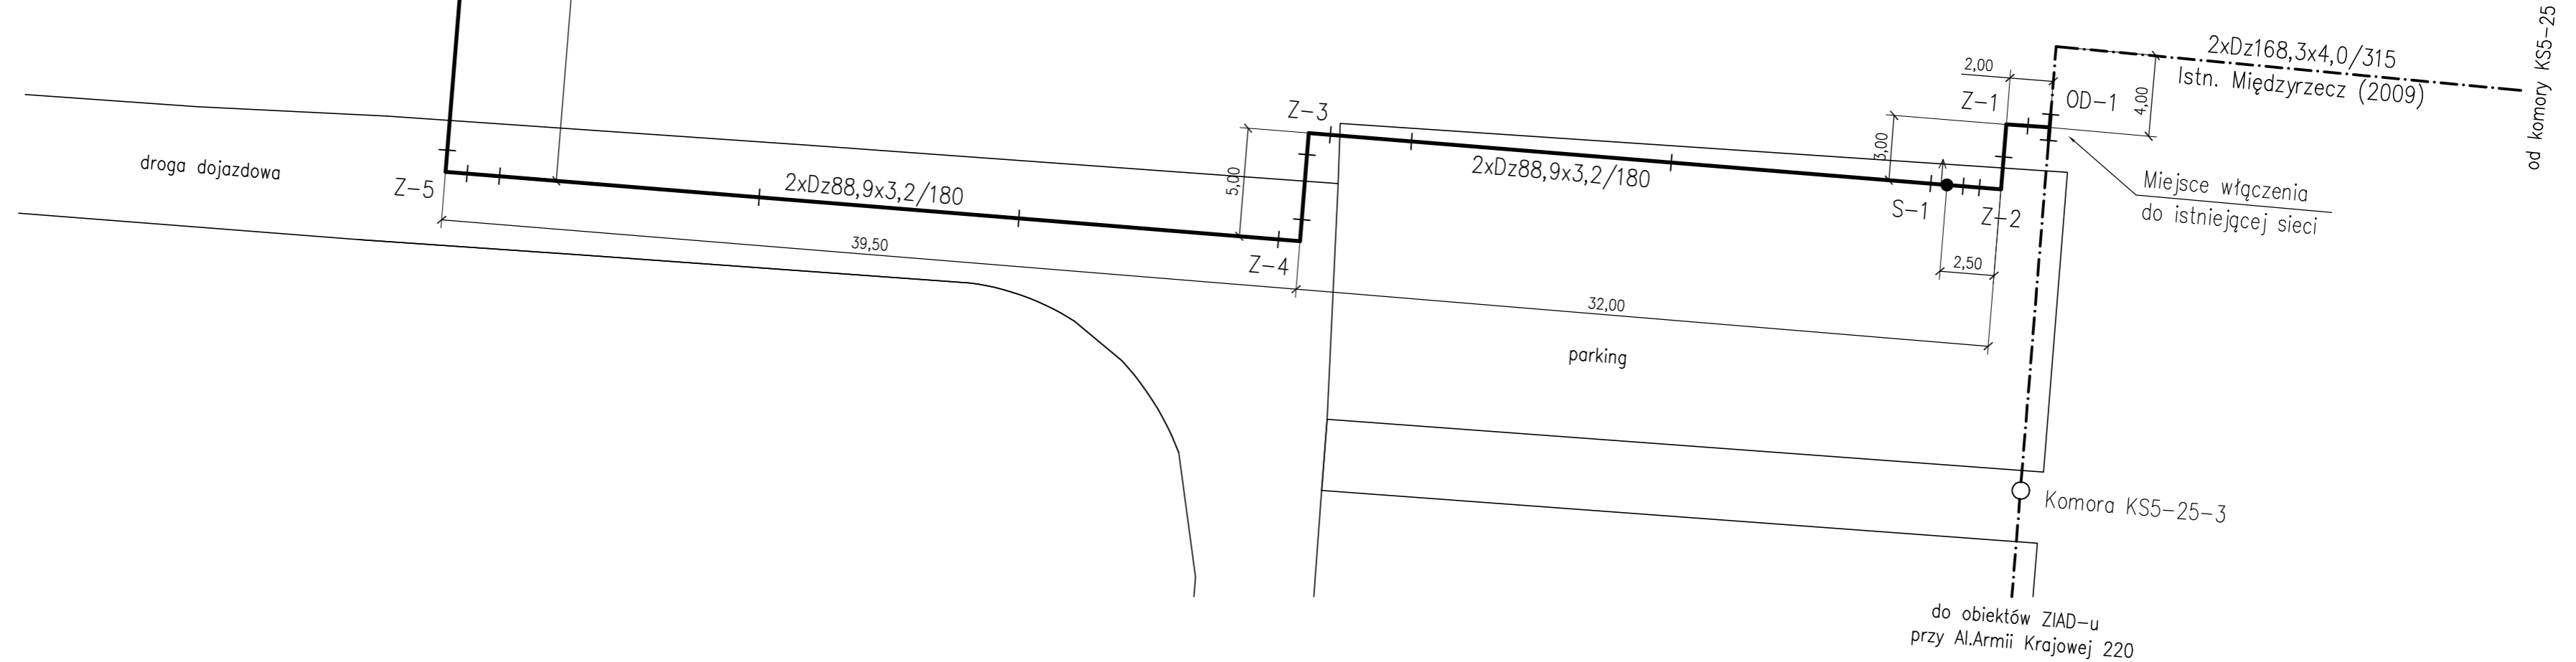 od komory KS5-25
2xDz168,3x4,0/315
Istn. Międzyrzecz (2009)
2,00
4,00
Z-1
OD-1
Z-3
3,00
droga dojazdowa
Z-5
2xDz88,9x3,2/180
5,00
2xDz88,9x3,2/180
Miejsce włączenia
do istniejącej sieci
S-1
Z-2
39,50
Z-4
2,50
32,00
parking
Komora KS5-25-3
do obiektów ZIAD-u
przy Al.Armii Krajowej 220